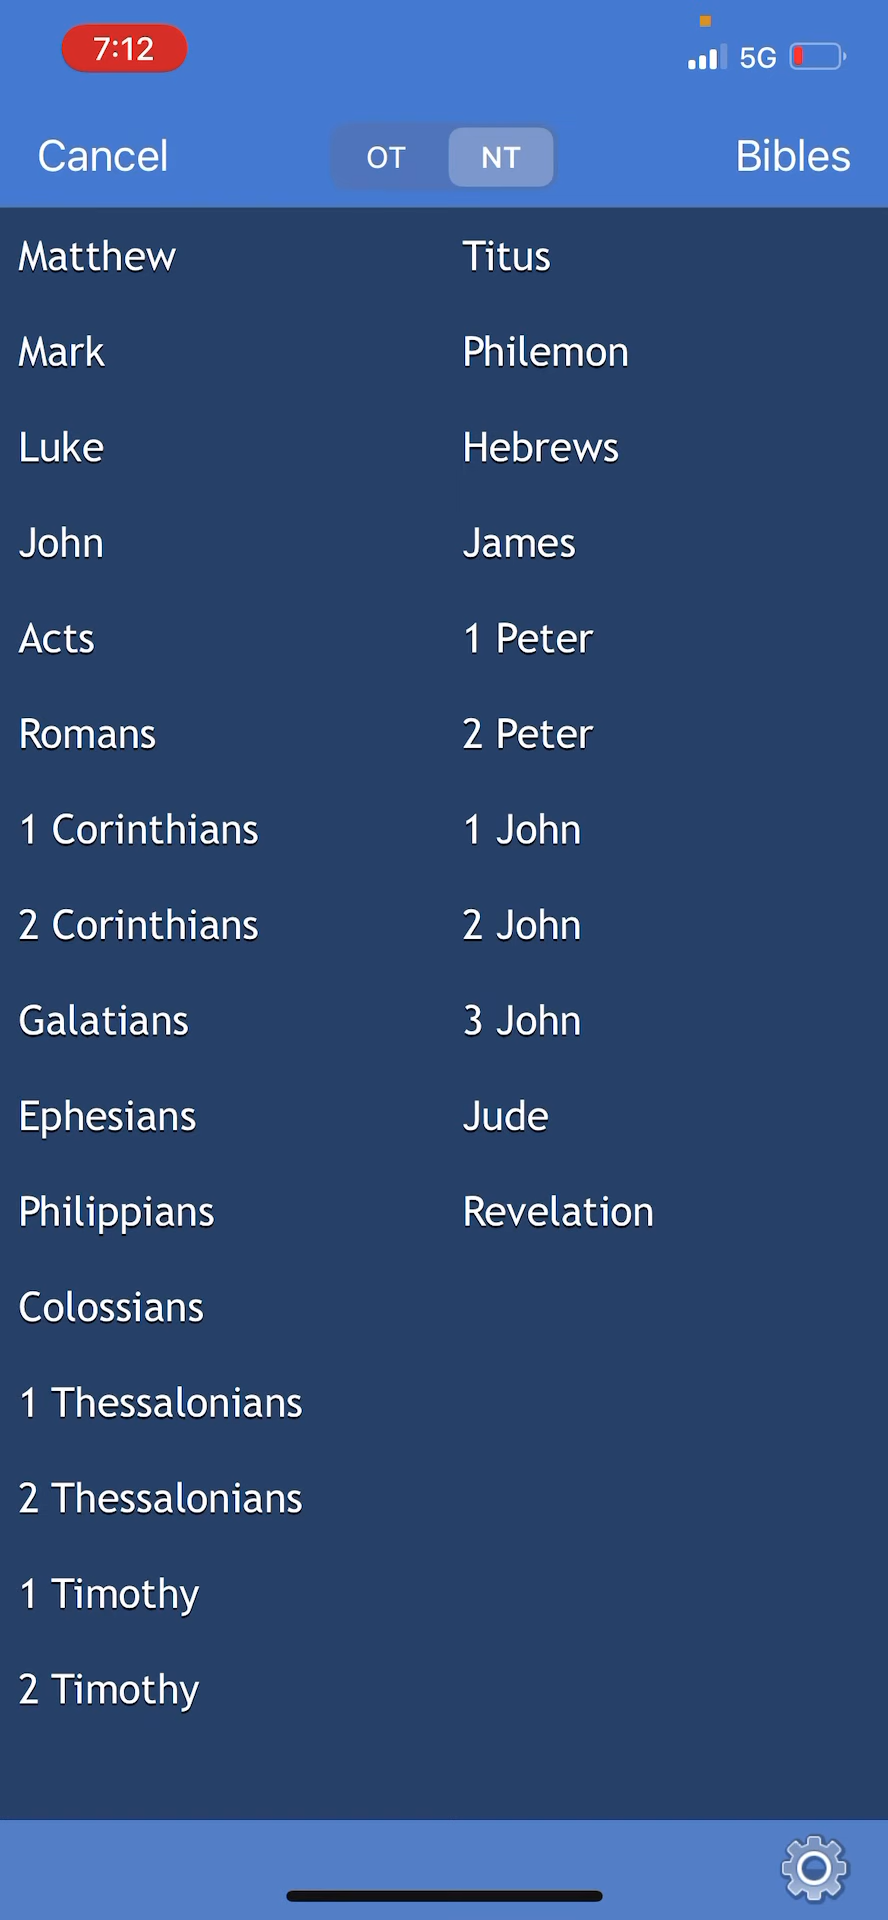 7:12
5G
Cancel
OT
NT
Bibles
Matthew
Mark
Luke
John
Acts
Romans
1 Corinthians
2 Corinthians
Galatians
Ephesians
Philippians
Colossians
1 Thessalonians
2 Thessalonians
1 Timothy
2 Timothy
Titus
Philemon
Hebrews
James
1 Peter
2 Peter
1 John
2 John
3 John
Jude
Revelation